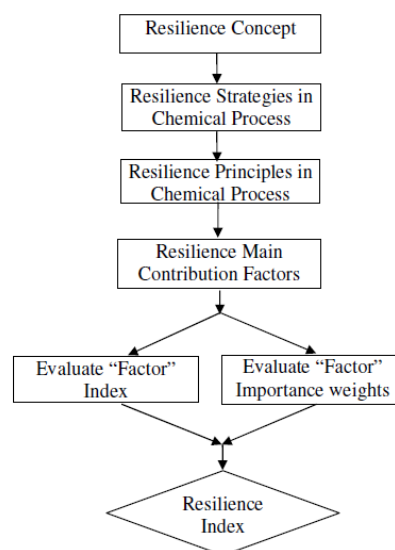 Resilience Concept
Resilience Strategies in
Chemical Process
Resilience Principles in
Chemical Process
Resilience Main
Contribution Factors
Evaluate “Factor”
Index
Evaluate “Factor”
Importance weights
Resilience
Index